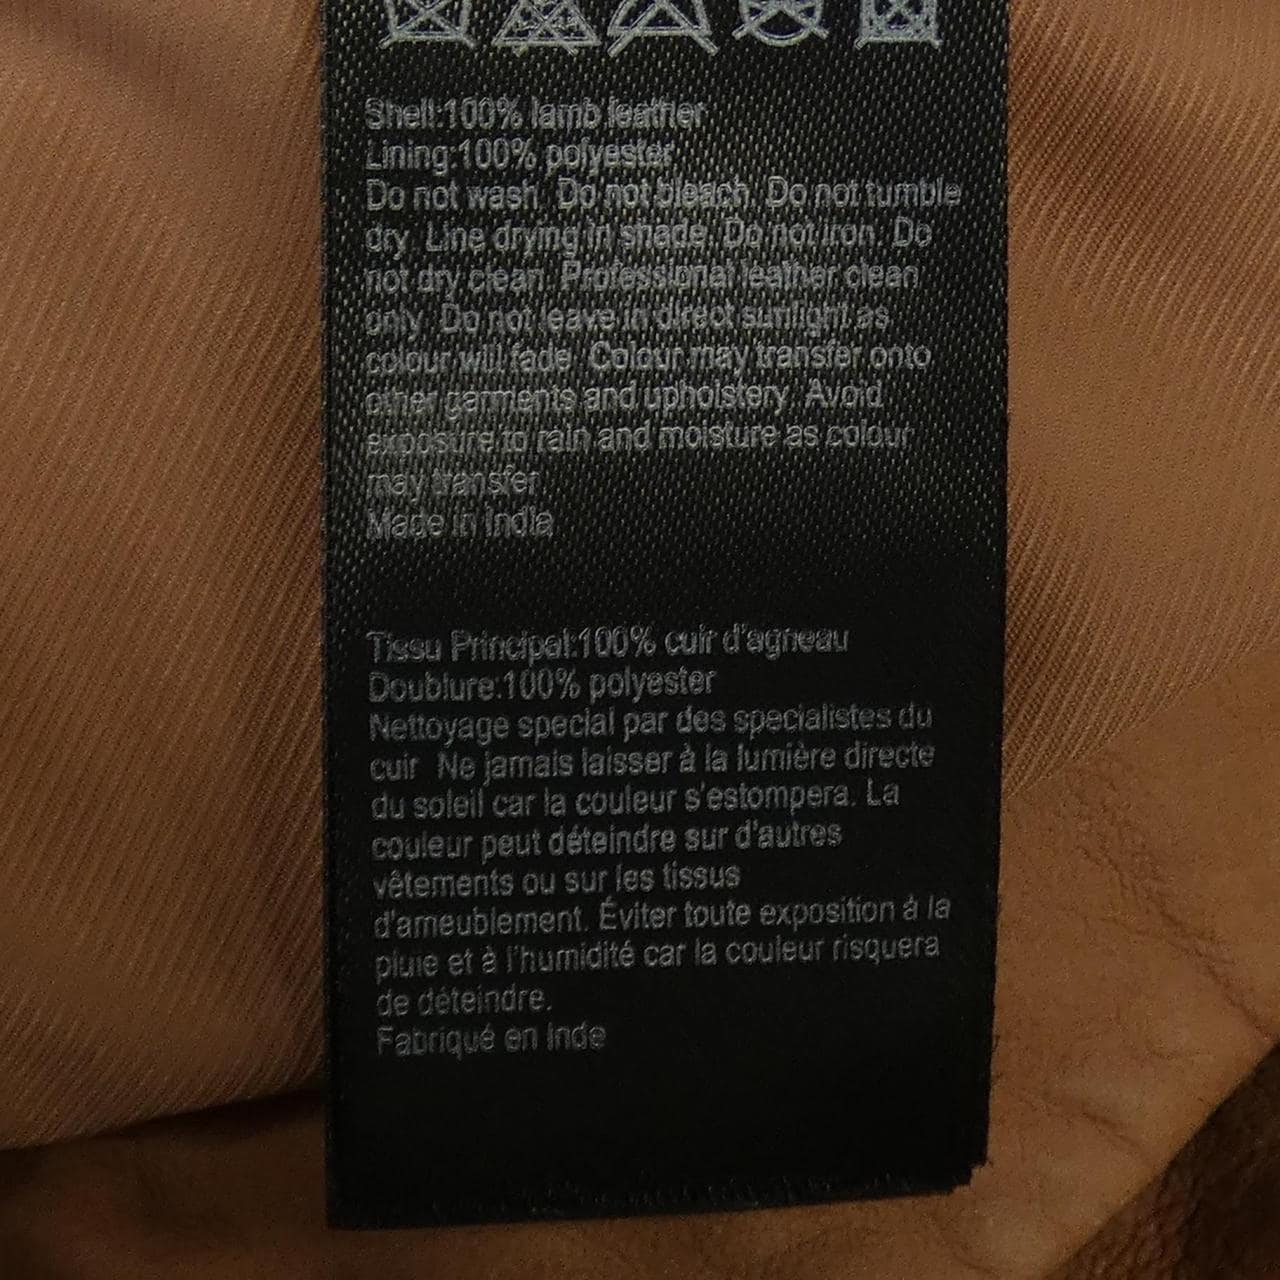 Shell:100% lamb leather
Lining:100% polyester
Do not wash. Do not bleach. Do not tumble
dry. Line drying in shade. Do not iron. Do
not dry clean. Professional leather clean
only. Do not leave in direct sunlight as
colour will fade. Colour may transfer onto
other garments and upholstery. Avoid
exposure to rain and moisture as colour
may transfer
Made in India
Tissu Principal:100% cuir d'agneau
Doublure:100% polyester
Nettoyage special par des specialistes du
cuir Ne jamais laisser à la lumière directe
du soleil car la couleur s'estompera. La
couleur peut déteindre sur d'autres
vêtements ou sur les tissus
d'ameublement. Éviter toute exposition à la
pluie et à l'humidité car la couleur risquera
de déteindre.
Fabriqué en Inde